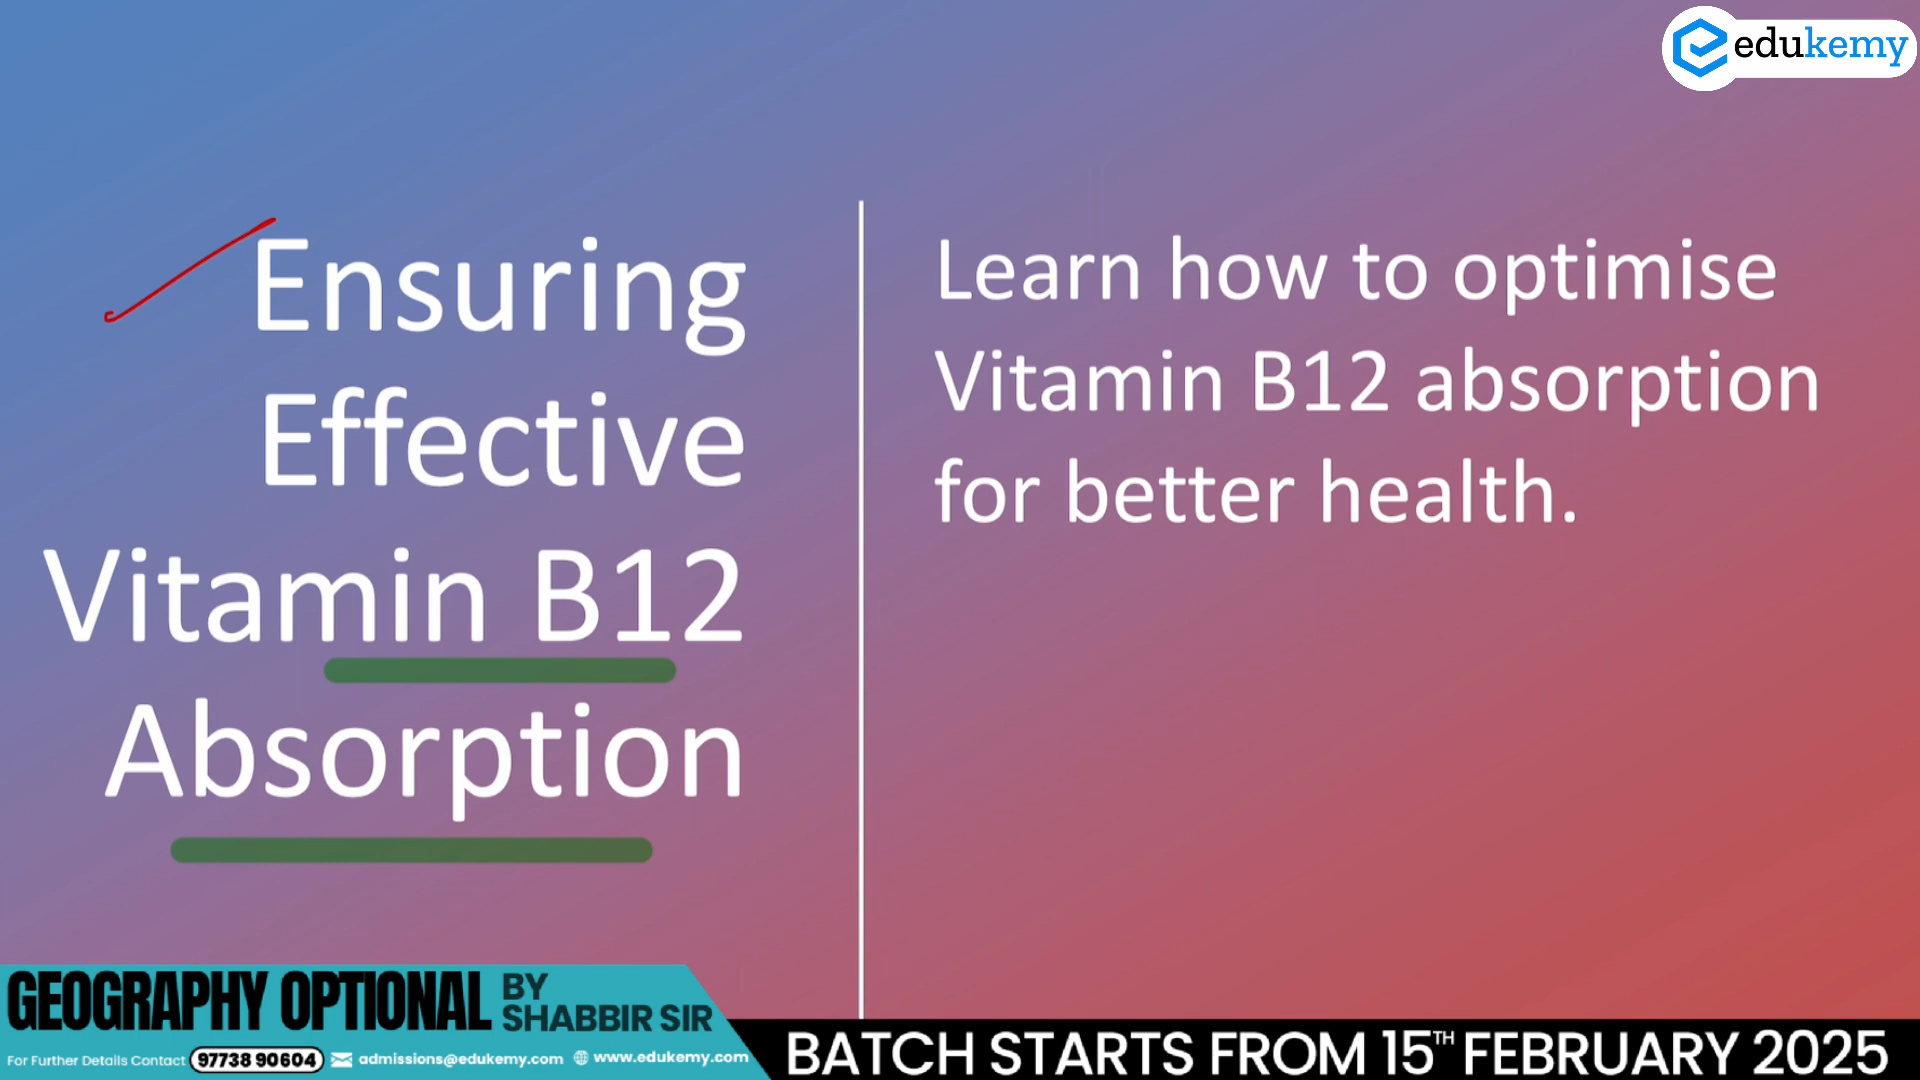 edukemy
Ensuring
Effective
Vitamin B12
Absorption
Learn how to optimise
Vitamin B12 absorption
for better health.
GEOGRAPHY OPTIONAL BY SHABBIR SIR
For Further Details Contact 97738 90604 admissions@edukemy.com www.edukemy.com
BATCH STARTS FROM 15TH FEBRUARY 2025